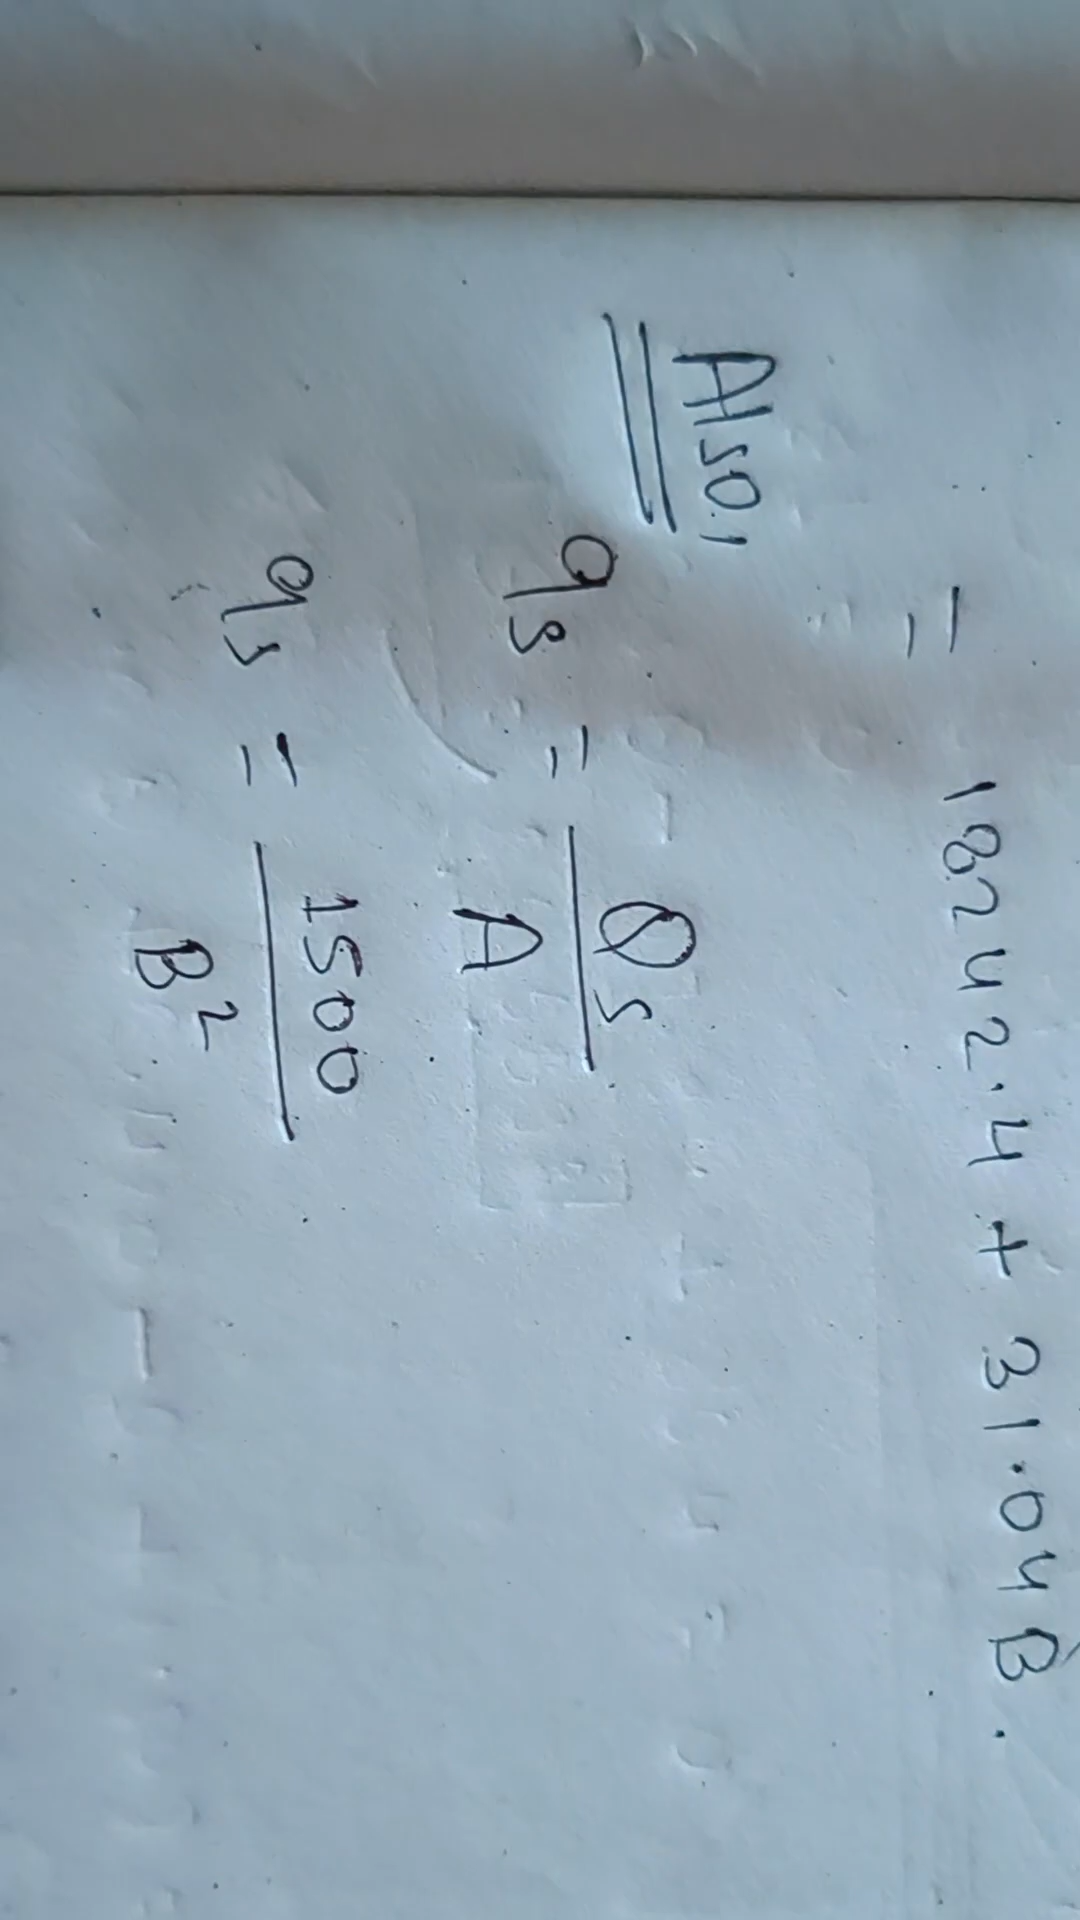 = 18242.4 + 31.04B.
Also,
qs = Qs
A
qs = 1500
B²